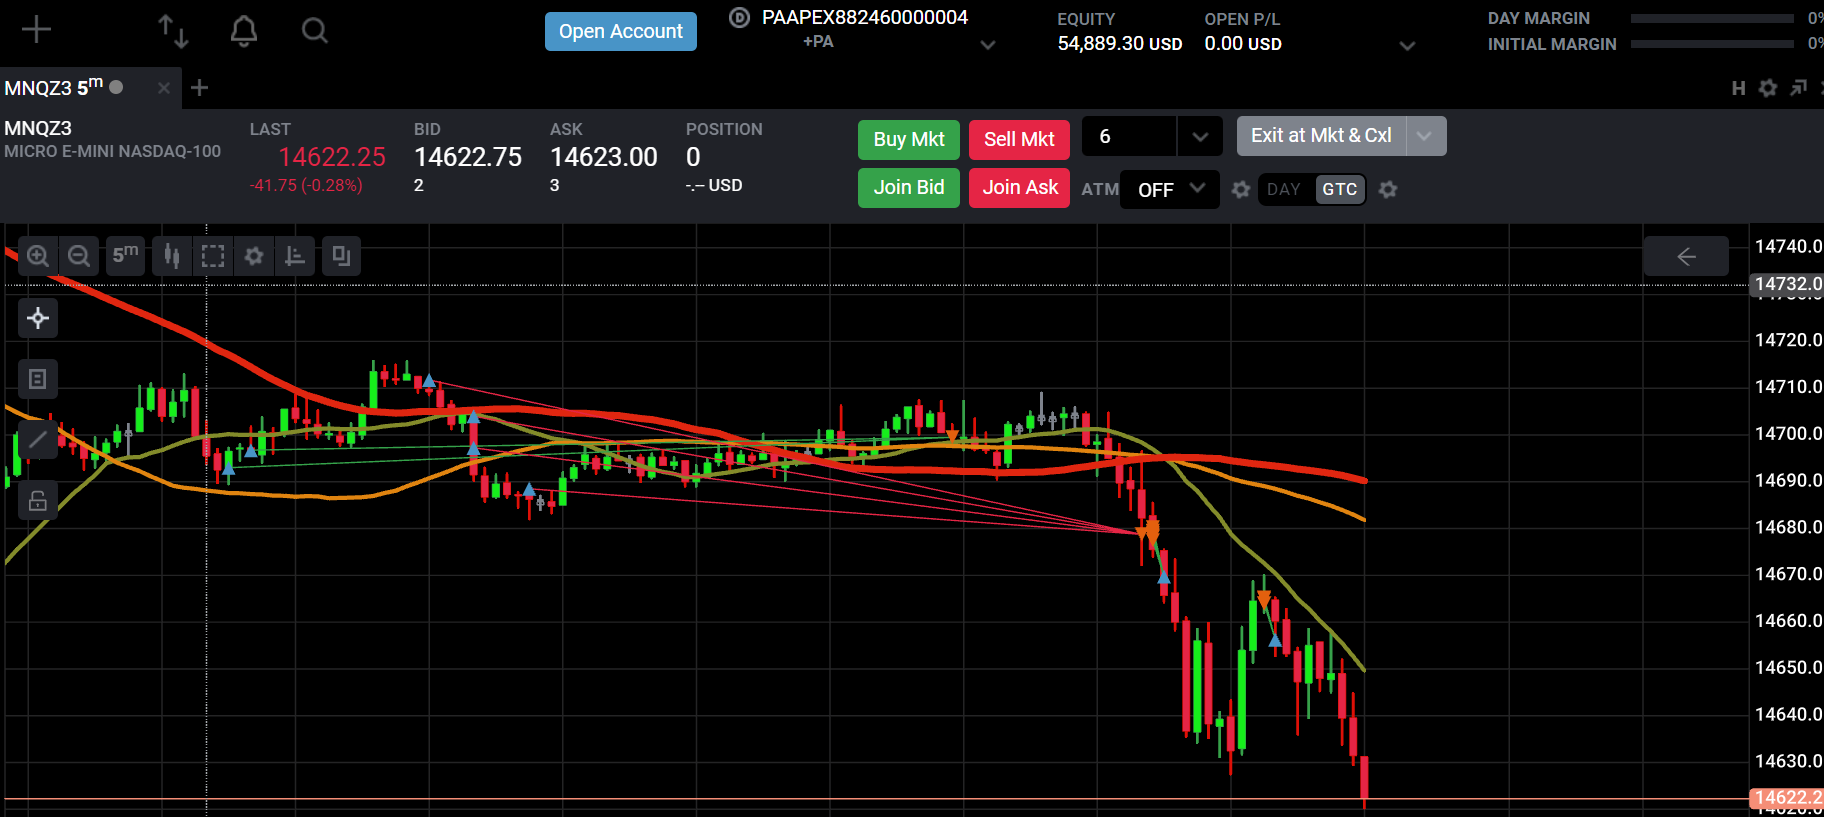 Open Account
D PAAPEX882460000004
+PA
EQUITY
54,889.30 USD
OPEN P/L
0.00 USD
DAY MARGIN 0%
INITIAL MARGIN 0%
MNQZ3 5m
H
MNQZ3
MICRO E-MINI NASDAQ-100
LAST
14622.25
-41.75 (-0.28%)
BID
14622.75
2
ASK
14623.00
3
POSITION
0
-.-- USD
Buy Mkt
Sell Mkt
6
Exit at Mkt & Cxl
Join Bid
Join Ask
ATM OFF
DAY GTC
5m
14740.0
14732.0
14720.0
14710.0
14700.0
14690.0
14680.0
14670.0
14660.0
14650.0
14640.0
14630.0
14622.2